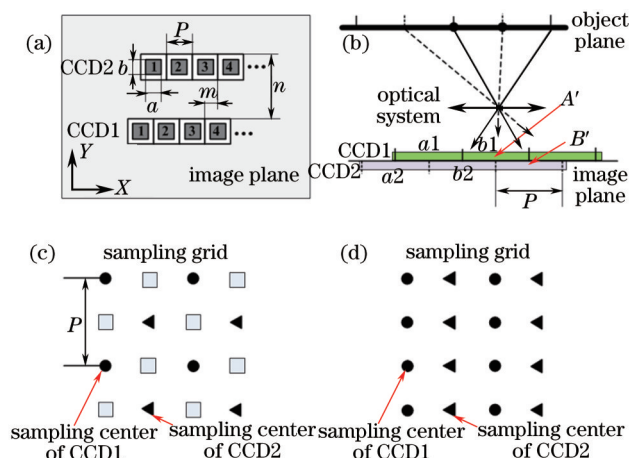 (a)
P
CCD2
b
1 2 3 4 ...
a
m
n
CCD1
1 2 3 4 ...
Y
X
image plane
(b)
object
plane
optical
system
A′
CCD1
a1
b1
B′
CCD2
a2
b2
image
plane
P
(c)
sampling grid
P
sampling center
of CCD1
sampling center
of CCD2
(d)
sampling grid
sampling center
of CCD1
sampling center
of CCD2